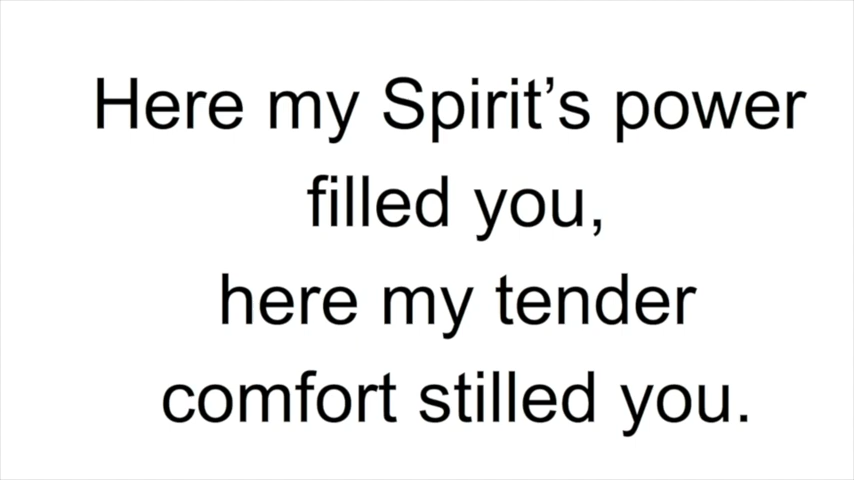 Here my Spirit’s power
filled you,
here my tender
comfort stilled you.